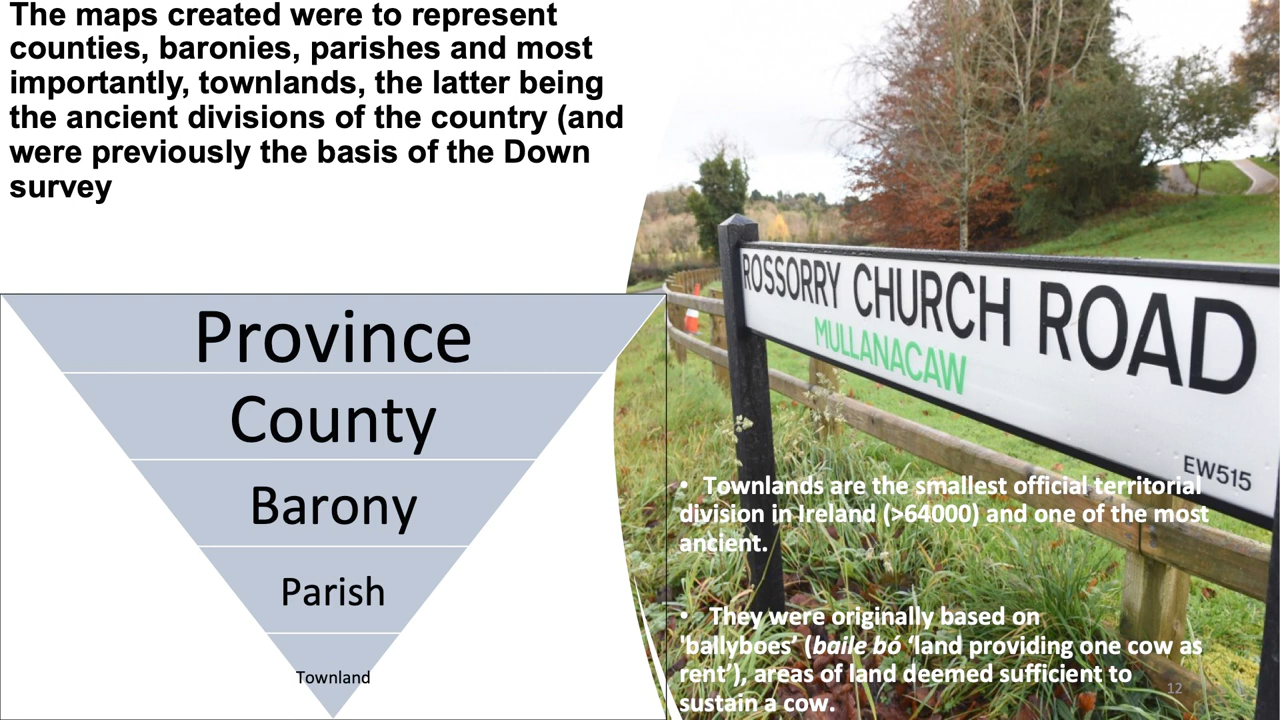 The maps created were to represent
counties, baronies, parishes and most
importantly, townlands, the latter being
the ancient divisions of the country (and
were previously the basis of the Down
survey
Province
County
Barony
Parish
Townland
ROSSORRY CHURCH ROAD
MULLANACAW
EW515
• Townlands are the smallest official territorial
division in Ireland (>64000) and one of the most
ancient.
• They were originally based on
'ballyboes’ (baile bó ‘land providing one cow as
rent’), areas of land deemed sufficient to
sustain a cow.
12